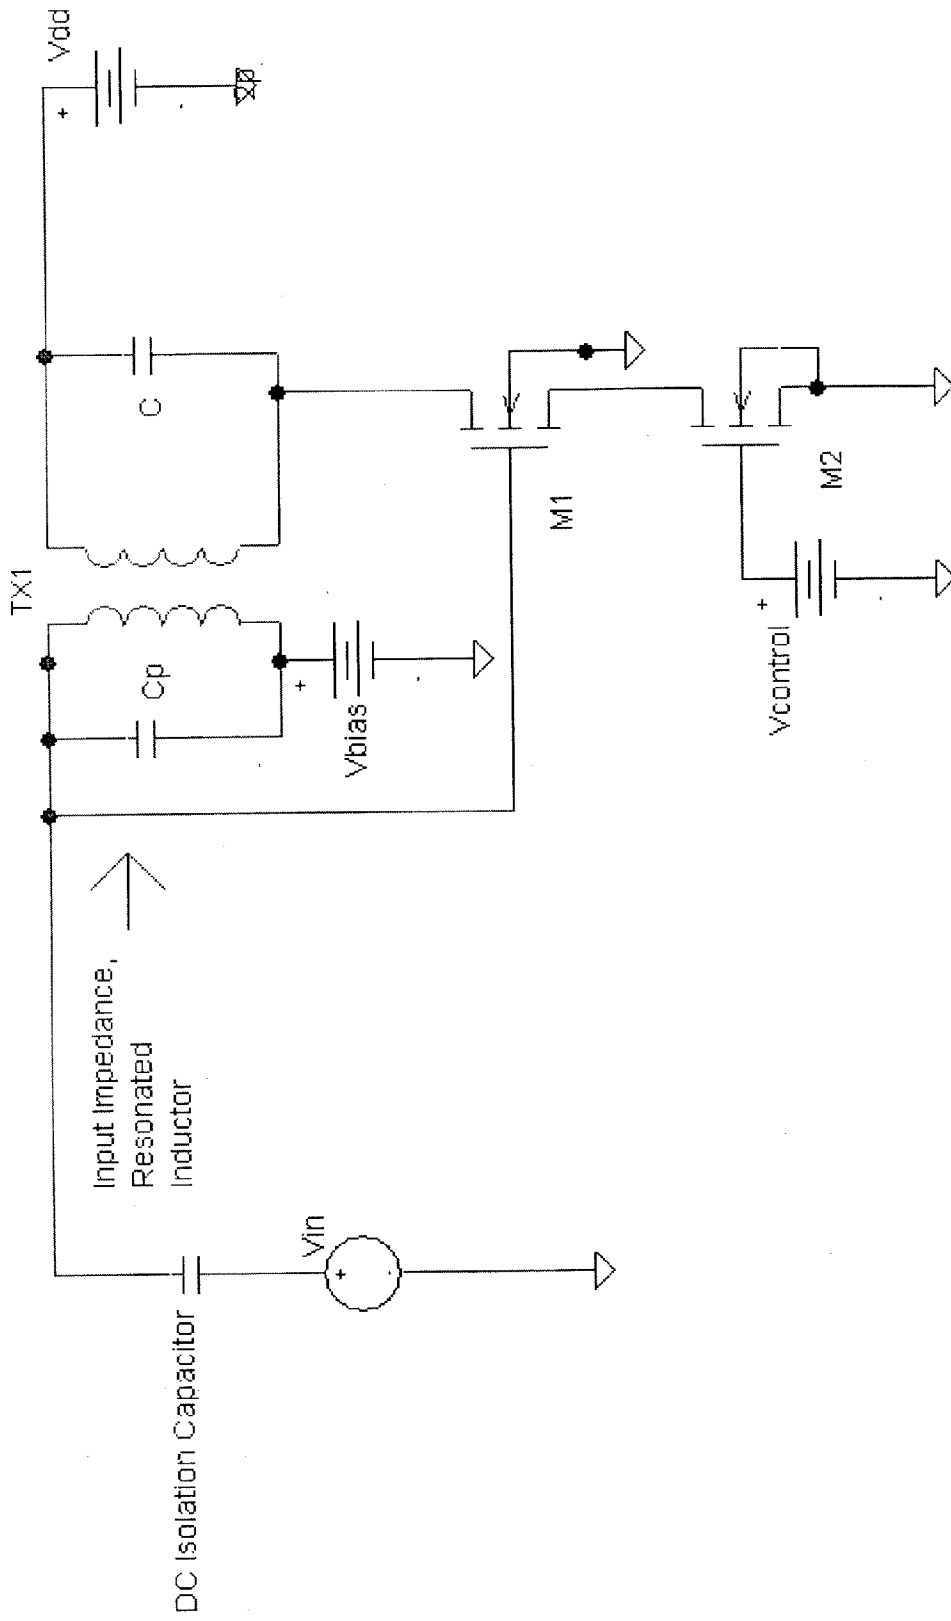 Vdd
TX1
C
Cp
+
+
Vbias
M1
M2
+
Vcontrol
Input Impedance,
Resonated
Inductor
Vin
+
DC Isolation Capacitor